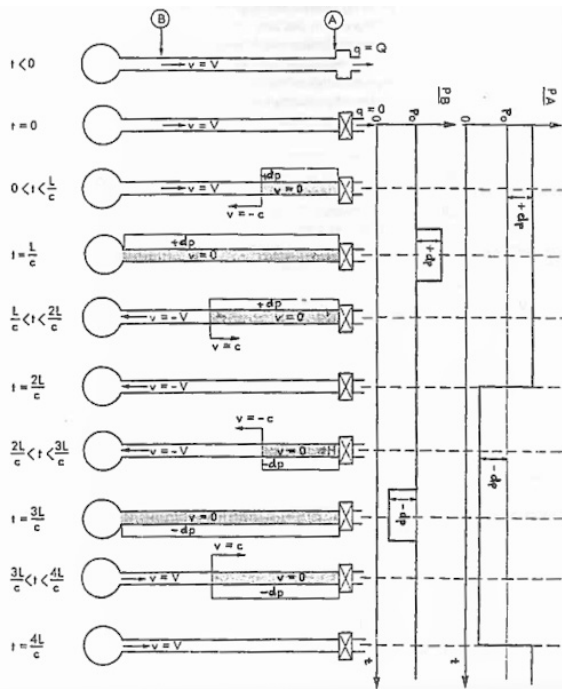 B A
t < 0 v = V q = Q
PB PA
0 P₀ 0 P₀
t = 0 v = V q = 0
0 < t < L/c +dp v = V v = 0 +dp
v = -c
t = L/c +dp v = 0 +dp
L/c < t < 2L/c +dp v = -V v = 0
v = c
t = 2L/c v = -V
v = -c
2L/c < t < 3L/c v = -V v = 0 -dp
-dp
t = 3L/c v = 0 -dp
-dp
v = c
3L/c < t < 4L/c v = V v = 0
-dp
t = 4L/c v = V
t t